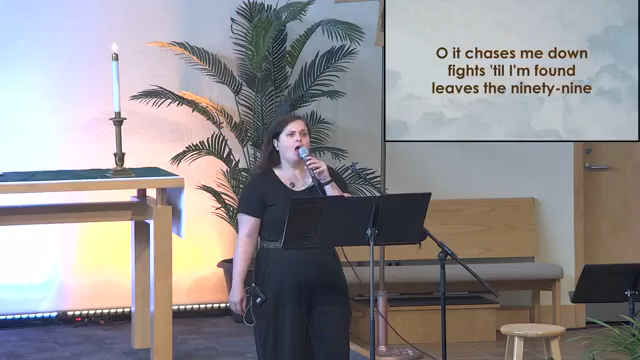 O it chases me down
fights 'til I'm found
leaves the ninety-nine